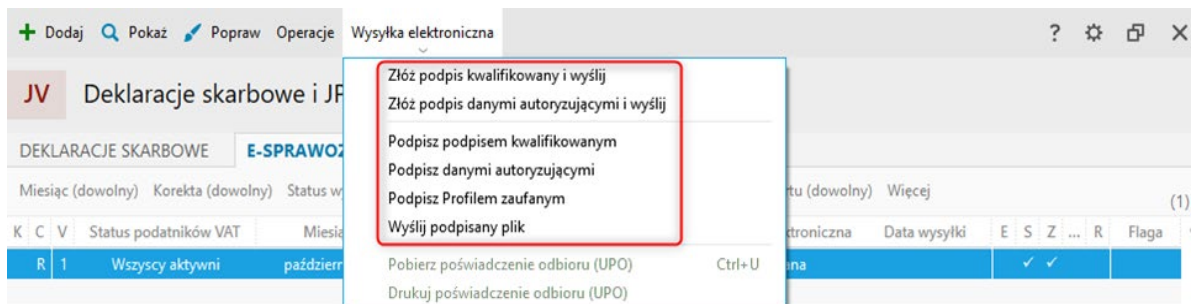 Dodaj Pokaż Popraw Operacje Wysyłka elektroniczna ?
JV Deklaracje skarbowe i JP
Złóż podpis kwalifikowany i wyślij
Złóż podpis danymi autoryzującymi i wyślij
Podpisz podpisem kwalifikowanym
Podpisz danymi autoryzującymi
Podpisz Profilem zaufanym
Wyślij podpisany plik
Pobierz poświadczenie odbioru (UPO) Ctrl+U
Drukuj poświadczenie odbioru (UPO)
DEKLARACJE SKARBOWE E-SPRAWOZ
Miesiąc (dowolny) Korekta (dowolny) Status w rtu (dowolny) Więcej
(1)
K C V Status podatników VAT Miesią ktroniczna Data wysyłki E S Z ... R Flaga
R 1 Wszyscy aktywni październ ana